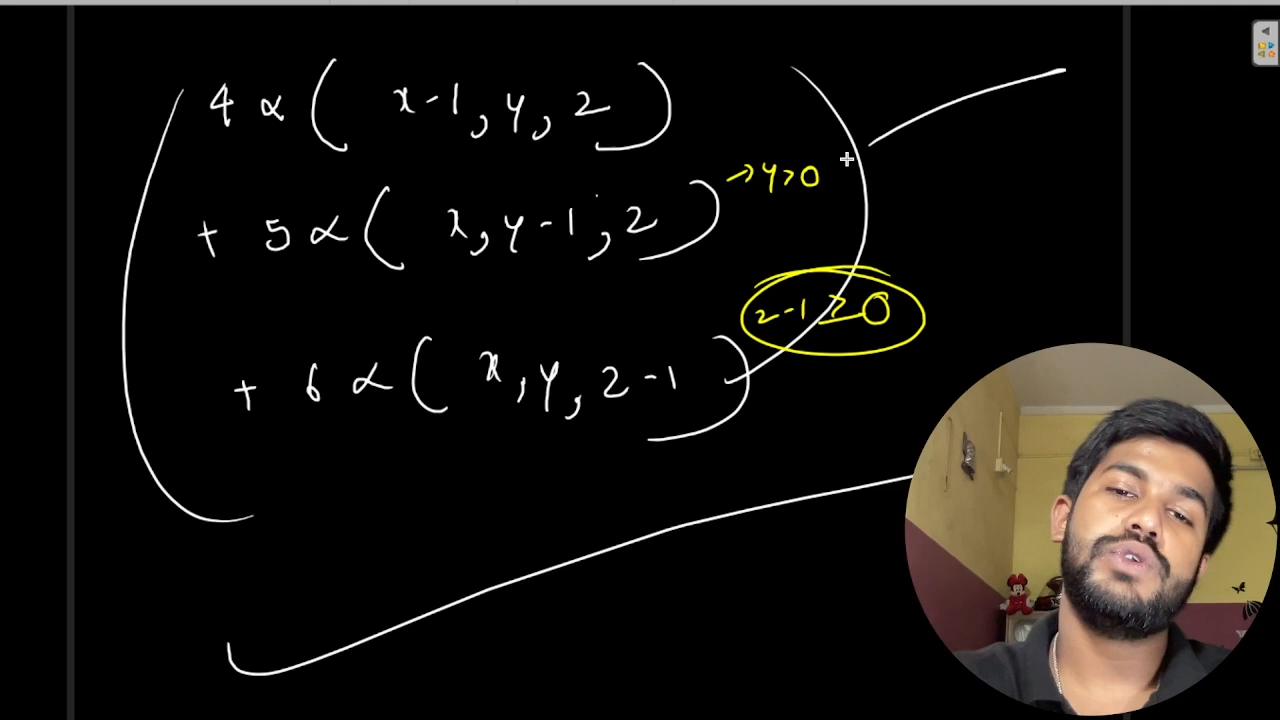 4 α ( x-1, y, z )
→ y>0
+ 5 α ( x, y-1, z )
z-1 ≥ 0
+ 6 α ( x, y, z-1 )